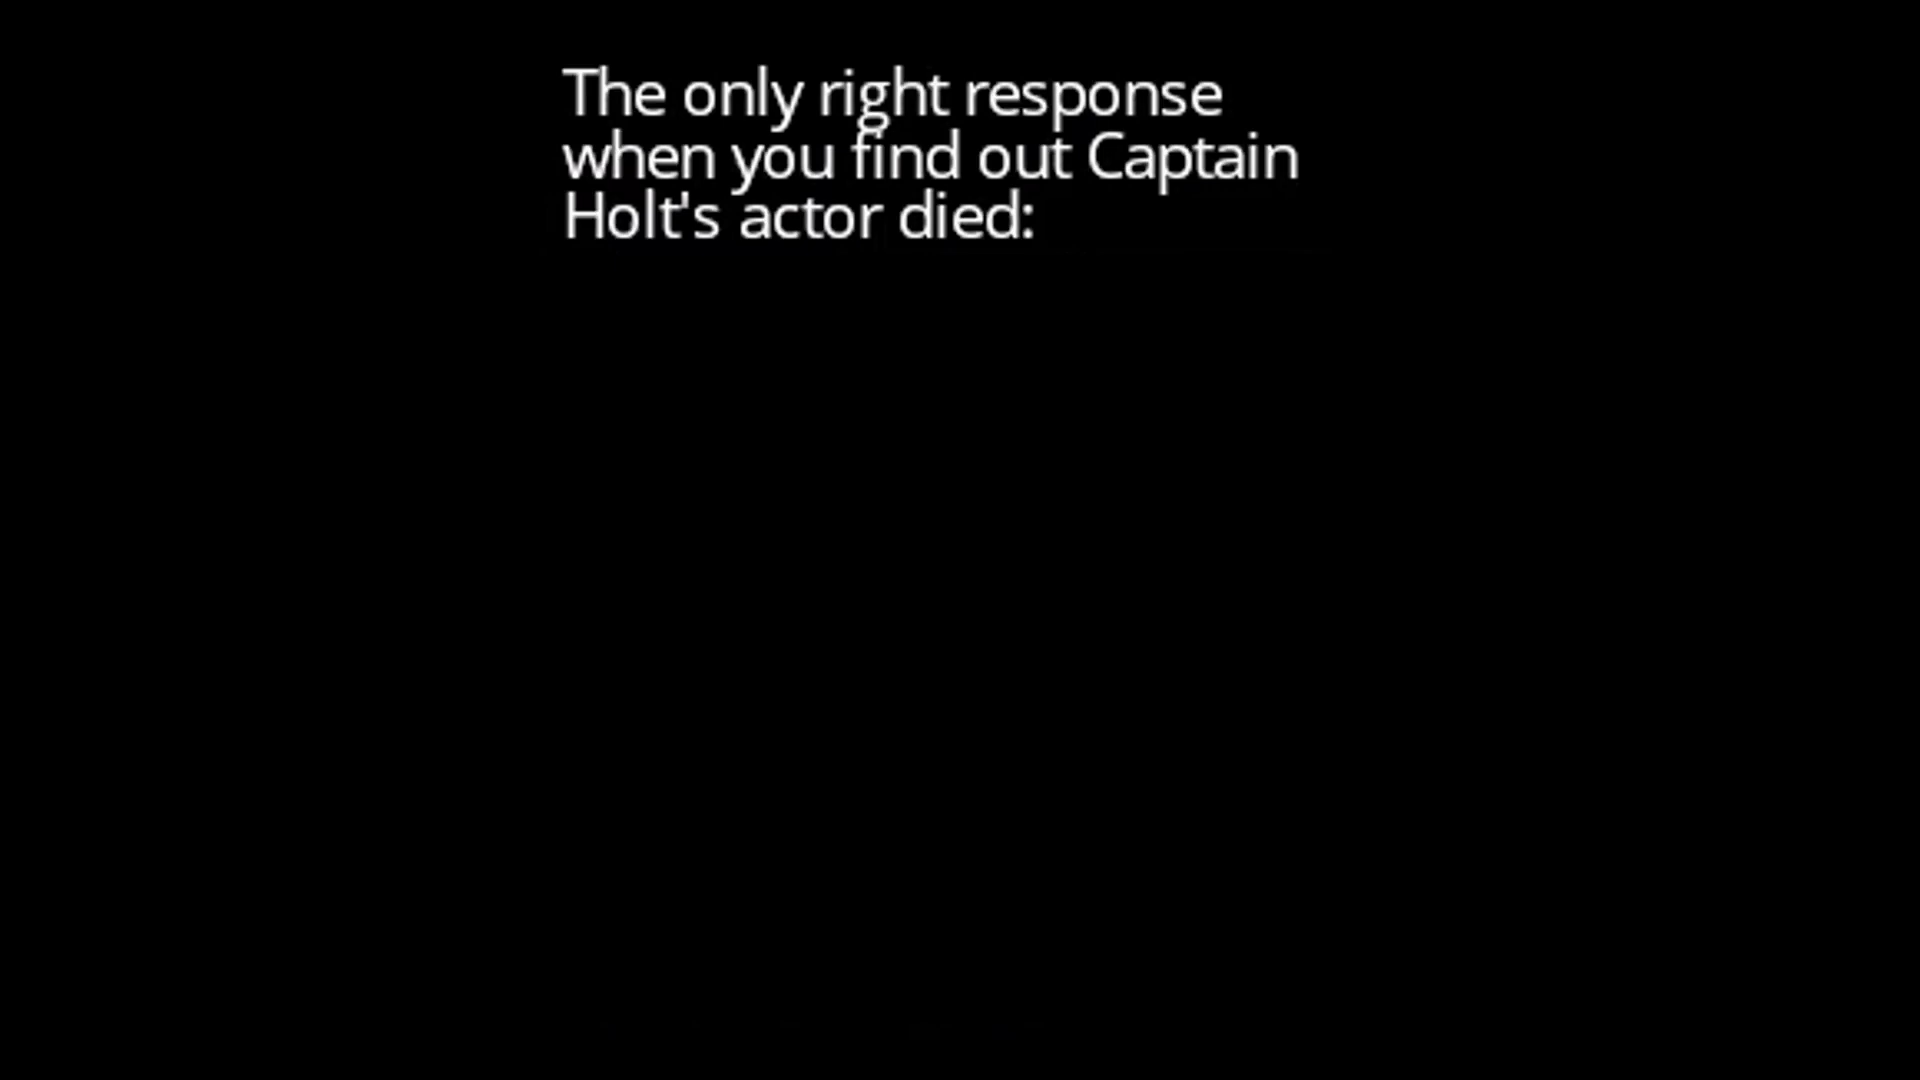 The only right response
when you find out Captain
Holt's actor died: